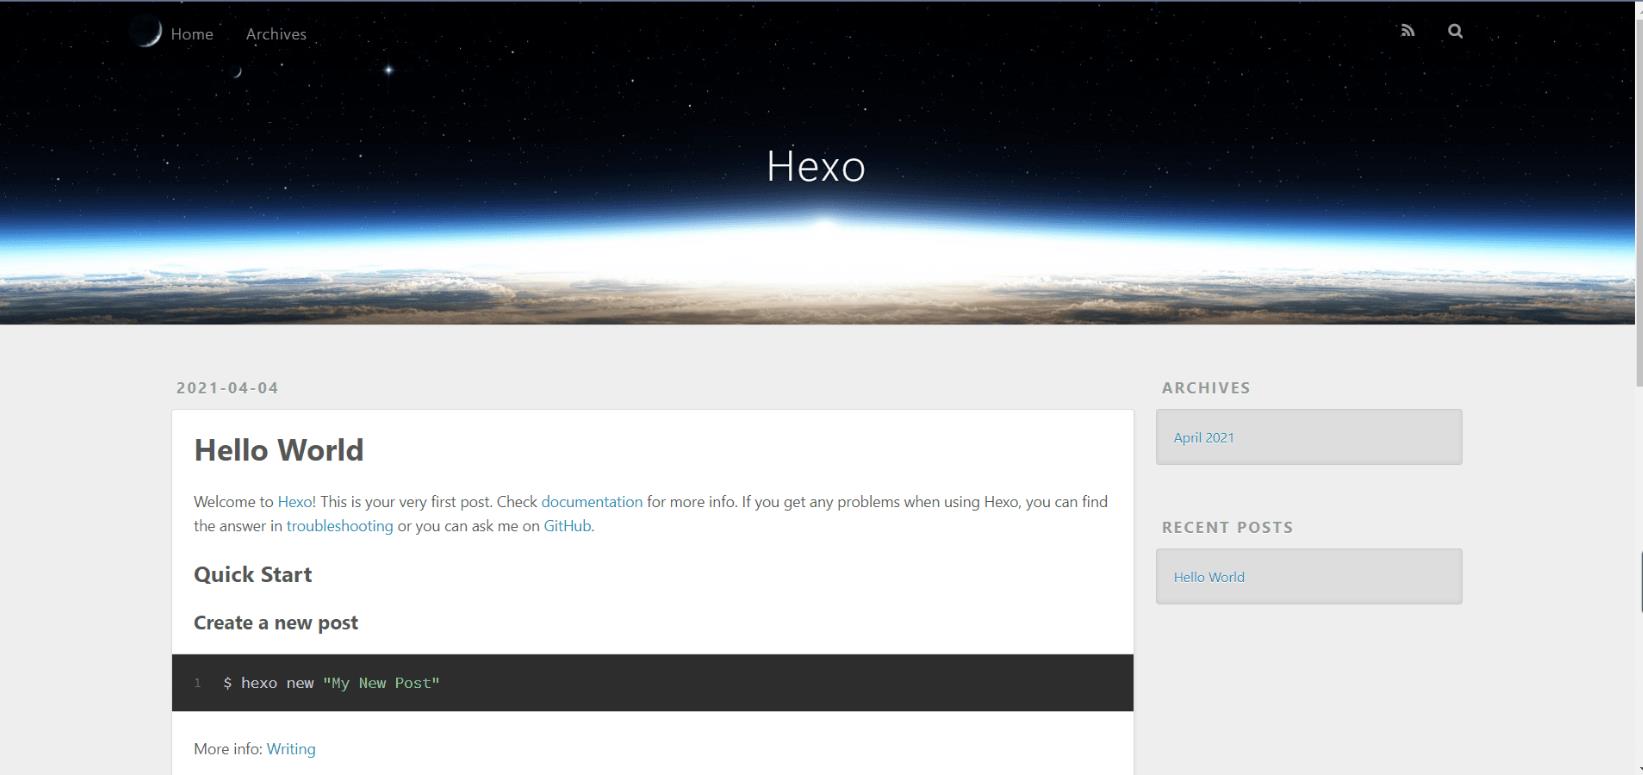 Home Archives
Hexo
2021-04-04
Hello World
Welcome to Hexo! This is your very first post. Check documentation for more info. If you get any problems when using Hexo, you can find
the answer in troubleshooting or you can ask me on GitHub.
Quick Start
Create a new post
1 $ hexo new "My New Post"
More info: Writing
ARCHIVES
April 2021
RECENT POSTS
Hello World